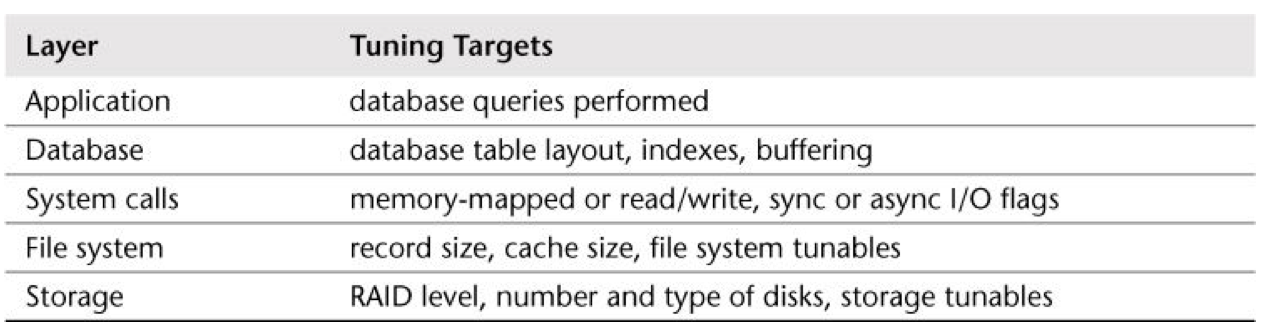 Layer Tuning Targets
Application database queries performed
Database database table layout, indexes, buffering
System calls memory-mapped or read/write, sync or async I/O flags
File system record size, cache size, file system tunables
Storage RAID level, number and type of disks, storage tunables